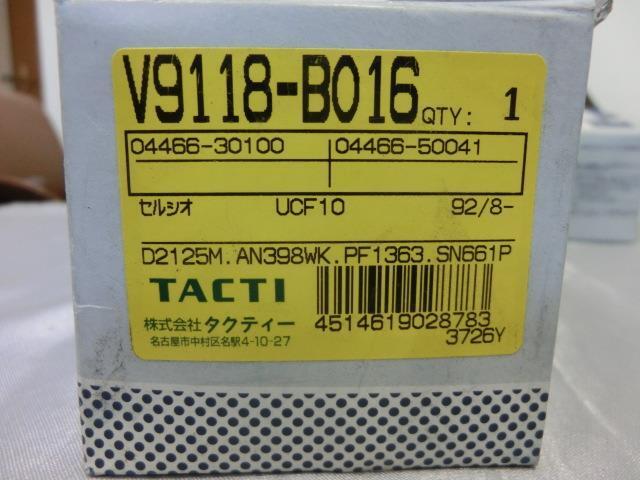 V9118-B016 QTY: 1
04466-30100 04466-50041
セルシオ UCF10 92/8-
D2125M.AN398WK.PF1363.SN661P
TACTI
株式会社 タクティー
名古屋市中村区名駅4-10-27
4514619028783
3726Y